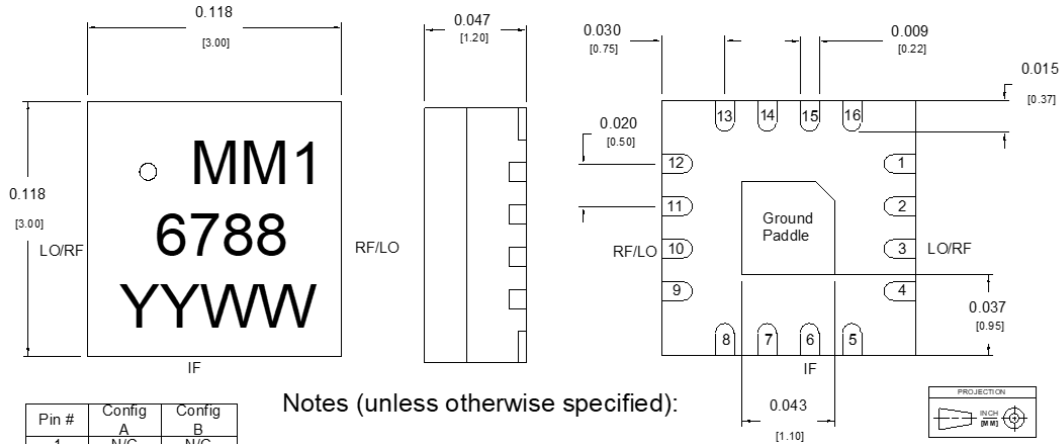 0.118
[3.00]
0.047
[1.20]
0.030
[0.75]
0.009
[0.22]
0.015
[0.37]
0.118
[3.00]
MM1
6788
YYWW
LO/RF
RF/LO
IF
0.020
[0.50]
13 14 15 16
12
11
10
9
1
2
3
4
8 7 6 5
Ground
Paddle
RF/LO
LO/RF
IF
0.037
[0.95]
0.043
[1.10]
Notes (unless otherwise specified):
PROJECTION
INCH
[MM]
Pin # Config A Config B
1 N/C N/C